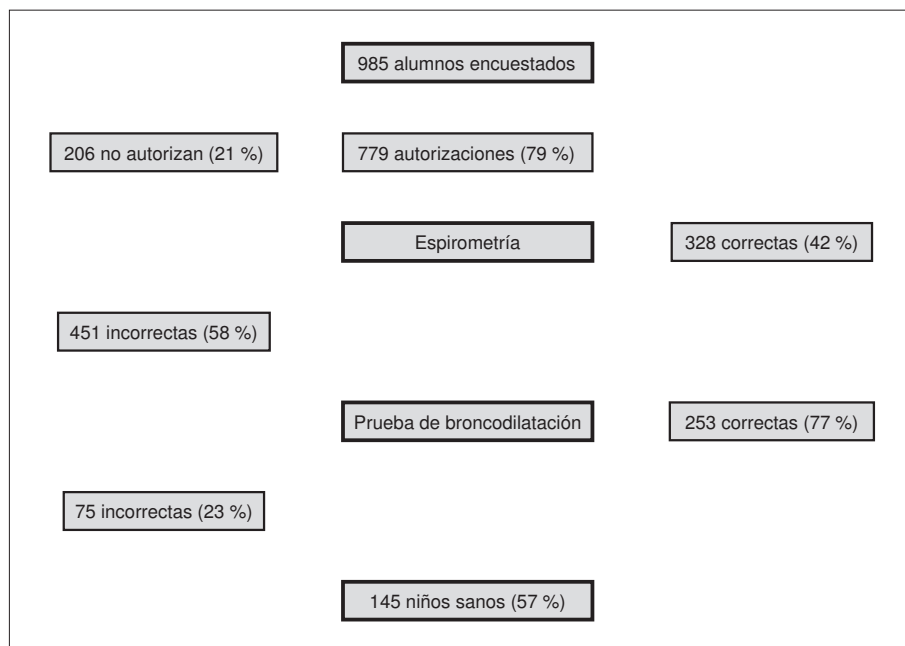 985 alumnos encuestados
206 no autorizan (21 %)
779 autorizaciones (79 %)
Espirometría
328 correctas (42 %)
451 incorrectas (58 %)
Prueba de broncodilatación
253 correctas (77 %)
75 incorrectas (23 %)
145 niños sanos (57 %)